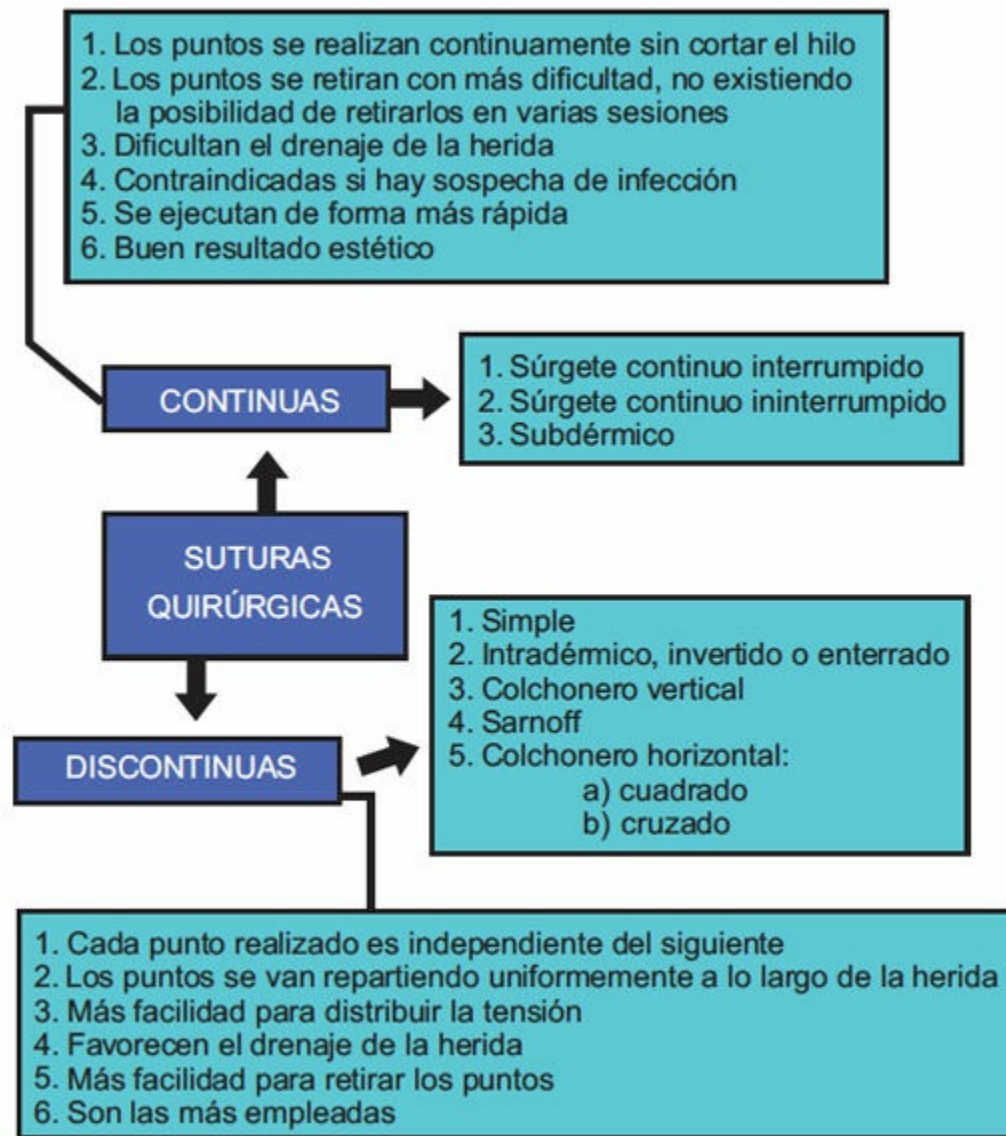 1. Los puntos se realizan continuamente sin cortar el hilo
2. Los puntos se retiran con más dificultad, no existiendo
la posibilidad de retirarlos en varias sesiones
3. Dificultan el drenaje de la herida
4. Contraindicadas si hay sospecha de infección
5. Se ejecutan de forma más rápida
6. Buen resultado estético
CONTINUAS
1. Súrgete continuo interrumpido
2. Súrgete continuo ininterrumpido
3. Subdérmico
SUTURAS
QUIRÚRGICAS
1. Simple
2. Intradérmico, invertido o enterrado
3. Colchonero vertical
4. Sarnoff
5. Colchonero horizontal:
a) cuadrado
b) cruzado
DISCONTINUAS
1. Cada punto realizado es independiente del siguiente
2. Los puntos se van repartiendo uniformemente a lo largo de la herida
3. Más facilidad para distribuir la tensión
4. Favorecen el drenaje de la herida
5. Más facilidad para retirar los puntos
6. Son las más empleadas